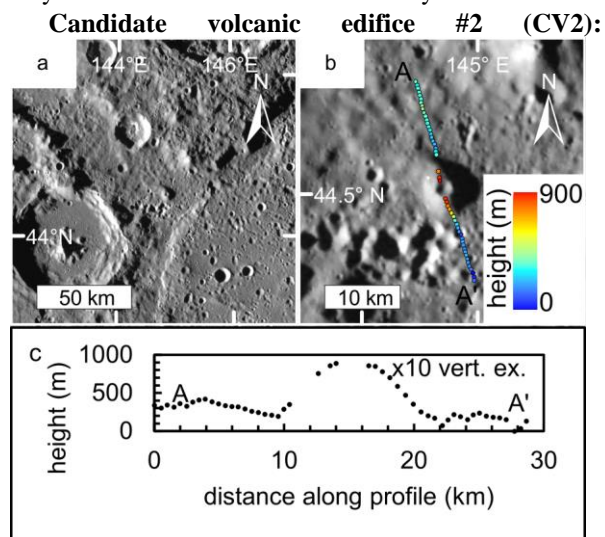 Candidate volcanic edifice #2 (CV2):
a
144°E
146°E
N
44°N
50 km
b
145° E
A
N
44.5° N
A'
10 km
height (m)
900
0
c
1000
500
0
height (m)
A
x10 vert. ex.
A'
0
10
20
30
distance along profile (km)